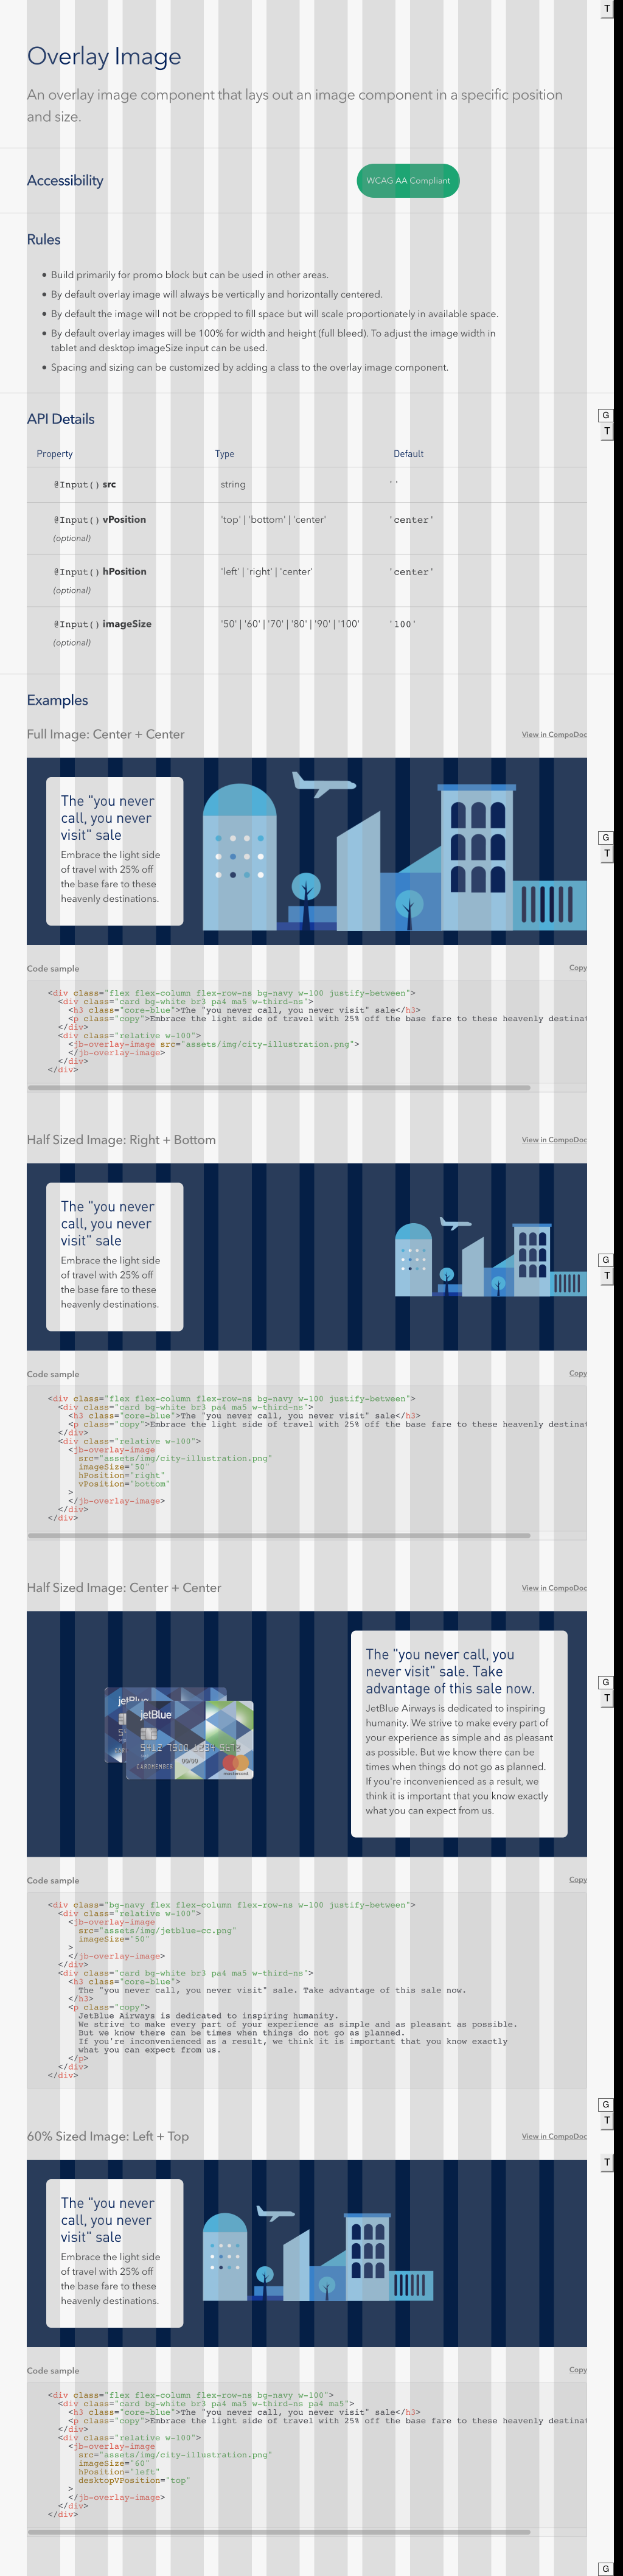 T
Overlay Image
An overlay image component that lays out an image component in a specific position
and size.
Accessibility
WCAG AA Compliant
Rules
• Build primarily for promo block but can be used in other areas.
• By default overlay image will always be vertically and horizontally centered.
• By default the image will not be cropped to fill space but will scale proportionately in available space.
• By default overlay images will be 100% for width and height (full bleed). To adjust the image width in
tablet and desktop imageSize input can be used.
• Spacing and sizing can be customized by adding a class to the overlay image component.
API Details
G
T
Property Type Default
@Input() src string ''
@Input() vPosition 'top' | 'bottom' | 'center' 'center'
(optional)
@Input() hPosition 'left' | 'right' | 'center' 'center'
(optional)
@Input() imageSize '50' | '60' | '70' | '80' | '90' | '100' '100'
(optional)
Examples
Full Image: Center + Center View in CompoDoc
The "you never
call, you never
visit" sale
Embrace the light side
of travel with 25% off
the base fare to these
heavenly destinations.
G
T
Code sample Copy
<div class="flex flex-column flex-row-ns bg-navy w-100 justify-between">
<div class="card bg-white br3 pa4 ma5 w-third-ns">
<h3 class="core-blue">The "you never call, you never visit" sale</h3>
<p class="copy">Embrace the light side of travel with 25% off the base fare to these heavenly destinat
</div>
<div class="relative w-100">
<jb-overlay-image src="assets/img/city-illustration.png">
</jb-overlay-image>
</div>
</div>
Half Sized Image: Right + Bottom View in CompoDoc
The "you never
call, you never
visit" sale
Embrace the light side
of travel with 25% off
the base fare to these
heavenly destinations.
G
T
Code sample Copy
<div class="flex flex-column flex-row-ns bg-navy w-100 justify-between">
<div class="card bg-white br3 pa4 ma5 w-third-ns">
<h3 class="core-blue">The "you never call, you never visit" sale</h3>
<p class="copy">Embrace the light side of travel with 25% off the base fare to these heavenly destinat
</div>
<div class="relative w-100">
<jb-overlay-image
src="assets/img/city-illustration.png"
imageSize="50"
hPosition="right"
vPosition="bottom"
>
</jb-overlay-image>
</div>
</div>
Half Sized Image: Center + Center View in CompoDoc
jetBlue
jetBlue
5412 7500 1234 5678
99/99
CARDMEMBER
mastercard
The "you never call, you
never visit" sale. Take
advantage of this sale now.
JetBlue Airways is dedicated to inspiring
humanity. We strive to make every part of
your experience as simple and as pleasant
as possible. But we know there can be
times when things do not go as planned.
If you're inconvenienced as a result, we
think it is important that you know exactly
what you can expect from us.
G
T
Code sample Copy
<div class="bg-navy flex flex-column flex-row-ns w-100 justify-between">
<div class="relative w-100">
<jb-overlay-image
src="assets/img/jetblue-cc.png"
imageSize="50"
>
</jb-overlay-image>
</div>
<div class="card bg-white br3 pa4 ma5 w-third-ns">
<h3 class="core-blue">
The "you never call, you never visit" sale. Take advantage of this sale now.
</h3>
<p class="copy">
JetBlue Airways is dedicated to inspiring humanity.
We strive to make every part of your experience as simple and as pleasant as possible.
But we know there can be times when things do not go as planned.
If you're inconvenienced as a result, we think it is important that you know exactly
what you can expect from us.
</p>
</div>
</div>
G
T
60% Sized Image: Left + Top View in CompoDoc
T
The "you never
call, you never
visit" sale
Embrace the light side
of travel with 25% off
the base fare to these
heavenly destinations.
Code sample Copy
<div class="flex flex-column flex-row-ns bg-navy w-100">
<div class="card bg-white br3 pa4 ma5 w-third-ns pa4 ma5">
<h3 class="core-blue">The "you never call, you never visit" sale</h3>
<p class="copy">Embrace the light side of travel with 25% off the base fare to these heavenly destinat
</div>
<div class="relative w-100">
<jb-overlay-image
src="assets/img/city-illustration.png"
imageSize="60"
hPosition="left"
desktopVPosition="top"
>
</jb-overlay-image>
</div>
</div>
G